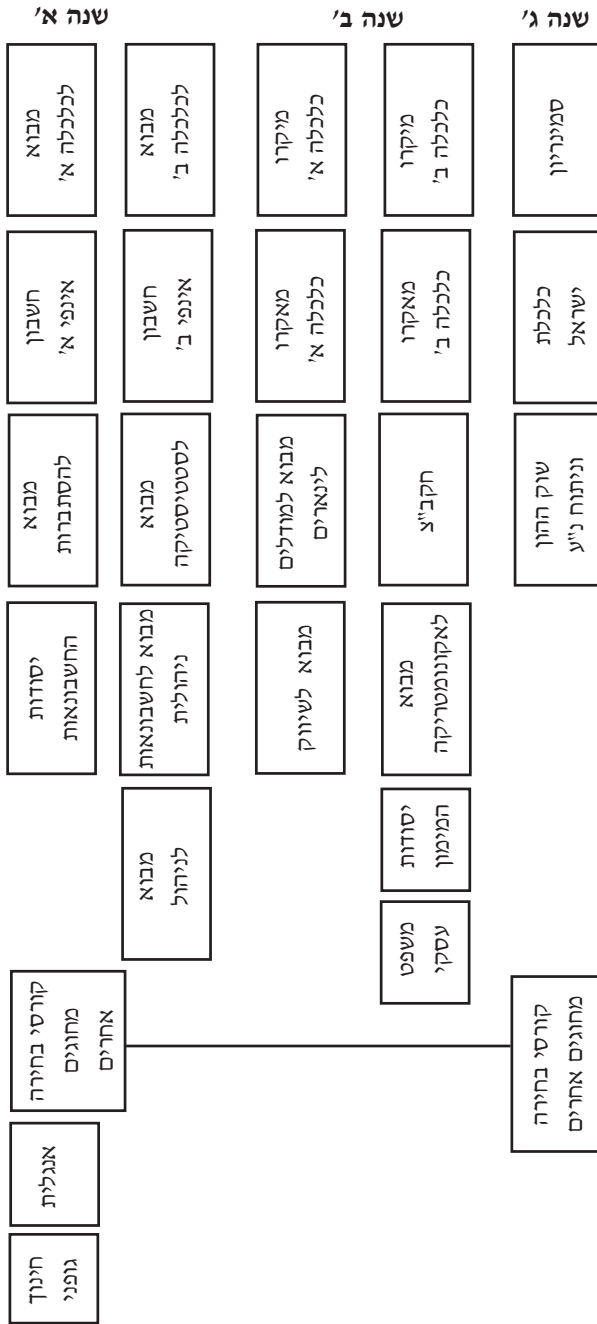 שנה א׳
שנה ב׳
שנה ג׳
מבוא
לכלכלה א׳
מבוא
לכלכלה ב׳
מיקרו
כלכלה א׳
מיקרו
כלכלה ב׳
סמינריון
חשבון
אינפי א׳
חשבון
אינפי ב׳
מאקרו
כלכלה א׳
מאקרו
כלכלה ב׳
כלכלת
ישראל
מבוא
להסתברות
מבוא
לסטטיסטיקה
מבוא למודלים
לינארים
חקב״צ
שוק ההון
וניתוח ני״ע
יסודות
החשבונאות
מבוא לחשבונאות
ניהולית
מבוא לשיווק
מבוא
לאקונומטריקה
מבוא
לניהול
יסודות
המימון
משפט
עסקי
קורסי בחירה
מחוגים
אחרים
קורסי בחירה
מחוגים אחרים
אנגלית
חינוך
גופני